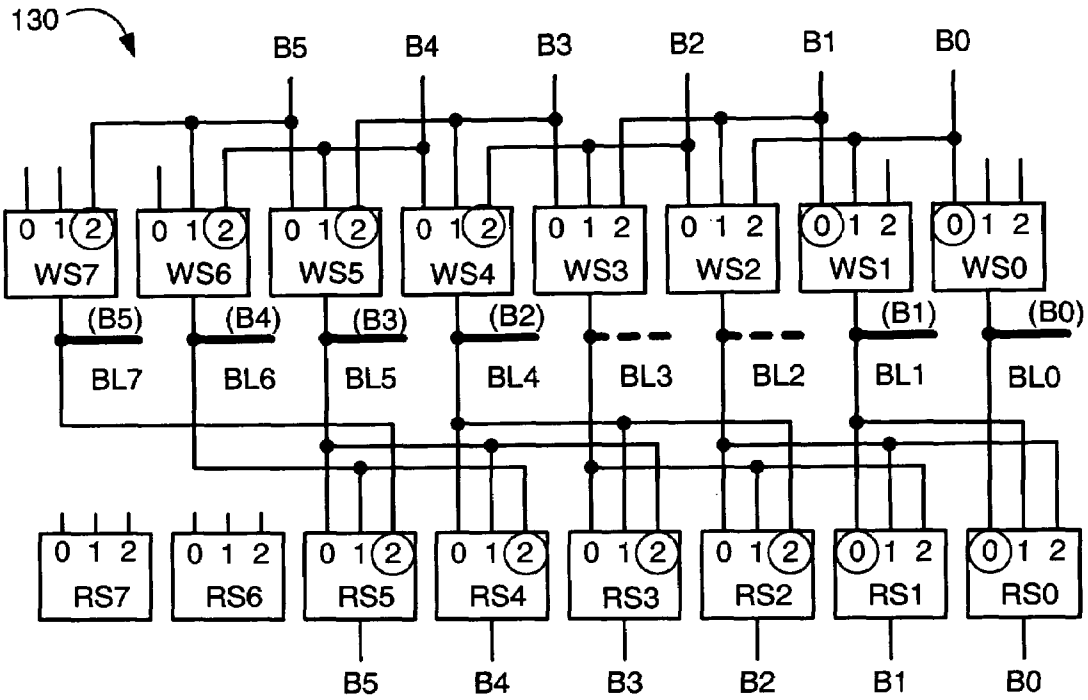 130
B5 B4 B3 B2 B1 B0
0 1 2 0 1 2 0 1 2 0 1 2 0 1 2 0 1 2 0 1 2 0 1 2
WS7 WS6 WS5 WS4 WS3 WS2 WS1 WS0
(B5) (B4) (B3) (B2) (B1) (B0)
BL7 BL6 BL5 BL4 BL3 BL2 BL1 BL0
0 1 2 0 1 2 0 1 2 0 1 2 0 1 2 0 1 2 0 1 2 0 1 2
RS7 RS6 RS5 RS4 RS3 RS2 RS1 RS0
B5 B4 B3 B2 B1 B0